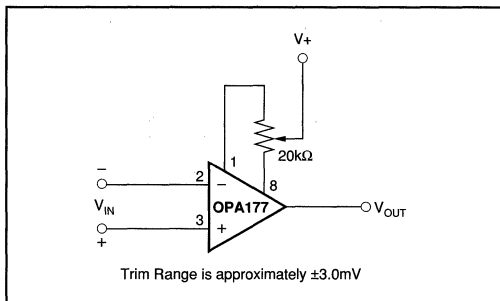 V+
1
20kΩ
−
2
−
8
V_IN
OPA177
V_OUT
3
+
+
Trim Range is approximately ±3.0mV